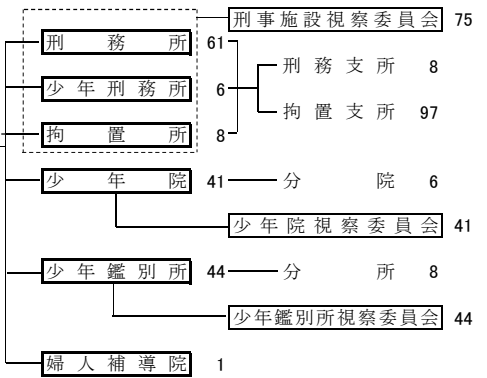 刑事施設視察委員会 75
刑務所 61
刑務支所 8
少年刑務所 6
拘置支所 97
拘置所 8
少年院 41 分院 6
少年院視察委員会 41
少年鑑別所 44 分所 8
少年鑑別所視察委員会 44
婦人補導院 1